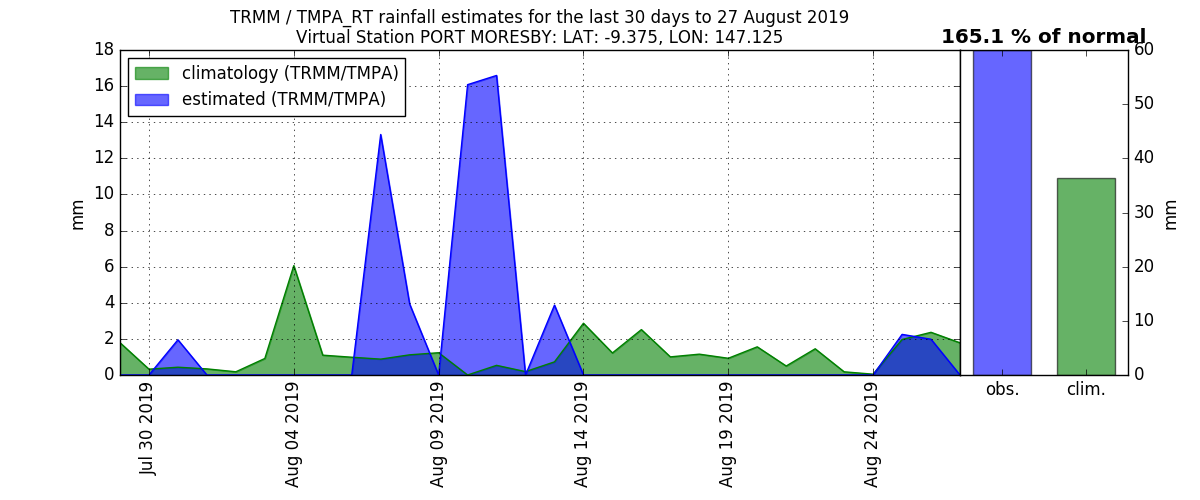 TRMM / TMPA_RT rainfall estimates for the last 30 days to 27 August 2019
Virtual Station PORT MORESBY: LAT: -9.375, LON: 147.125
165.1 % of normal
climatology (TRMM/TMPA)
estimated (TRMM/TMPA)
18
16
14
12
10
8
6
4
2
0
mm
Jul 30 2019
Aug 04 2019
Aug 09 2019
Aug 14 2019
Aug 19 2019
Aug 24 2019
obs.
clim.
60
50
40
30
20
10
0
mm